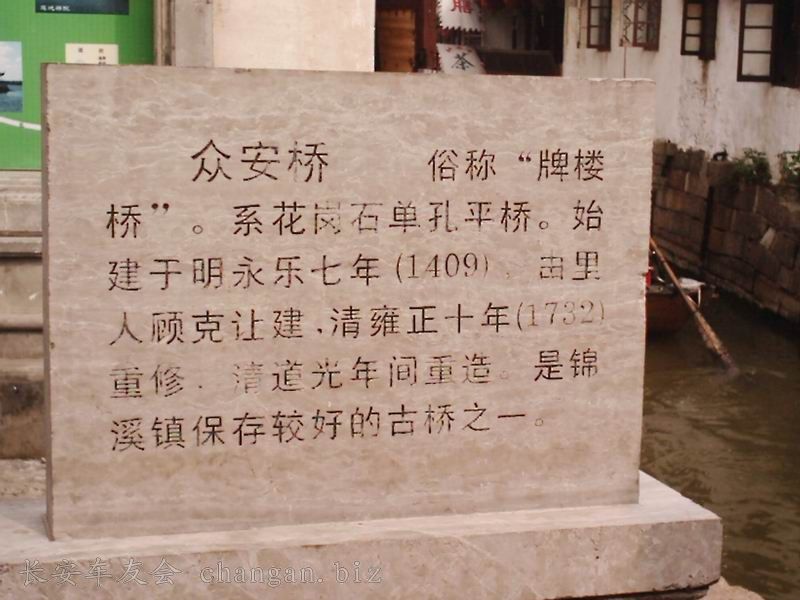 茶
众安桥 俗称“牌楼
桥”。系花岗石单孔平桥。始
建于明永乐七年(1409)，由里
人顾克让建，清雍正十年(1732)
重修，清道光年间重造。是锦
溪镇保存较好的古桥之一。
长安车友会 changan.biz